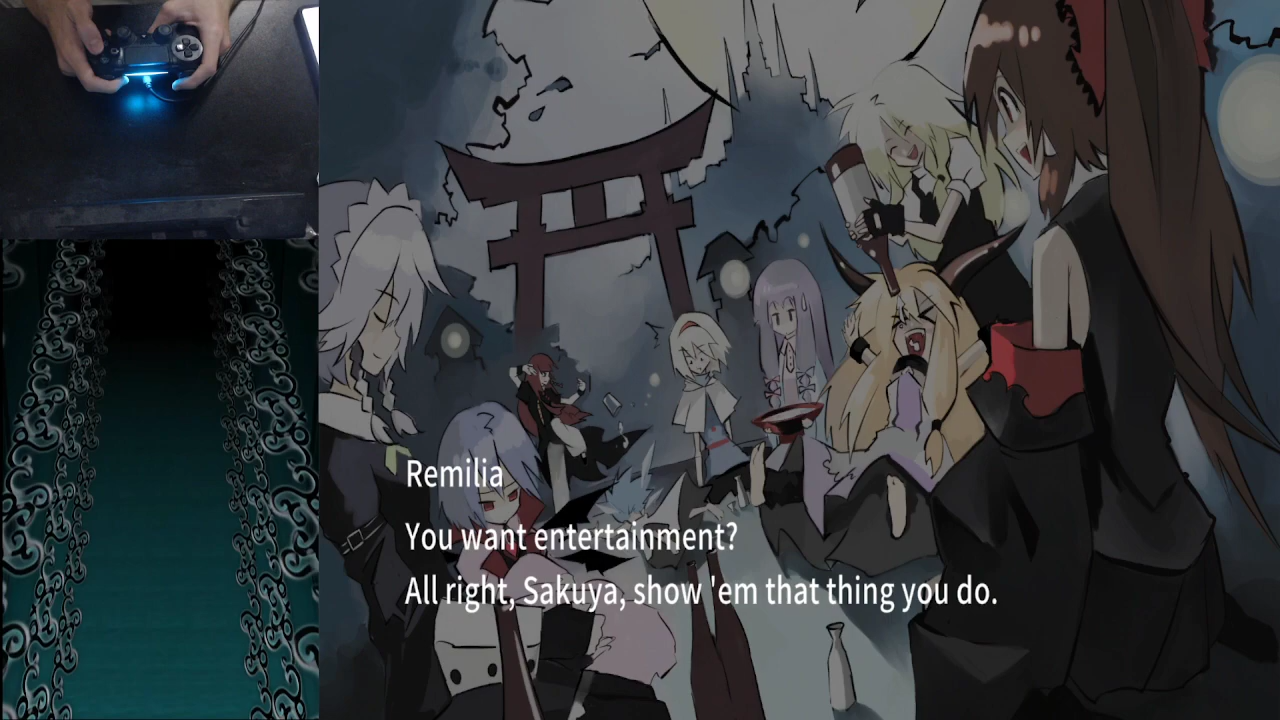 Remilia
You want entertainment?
All right, Sakuya, show 'em that thing you do.